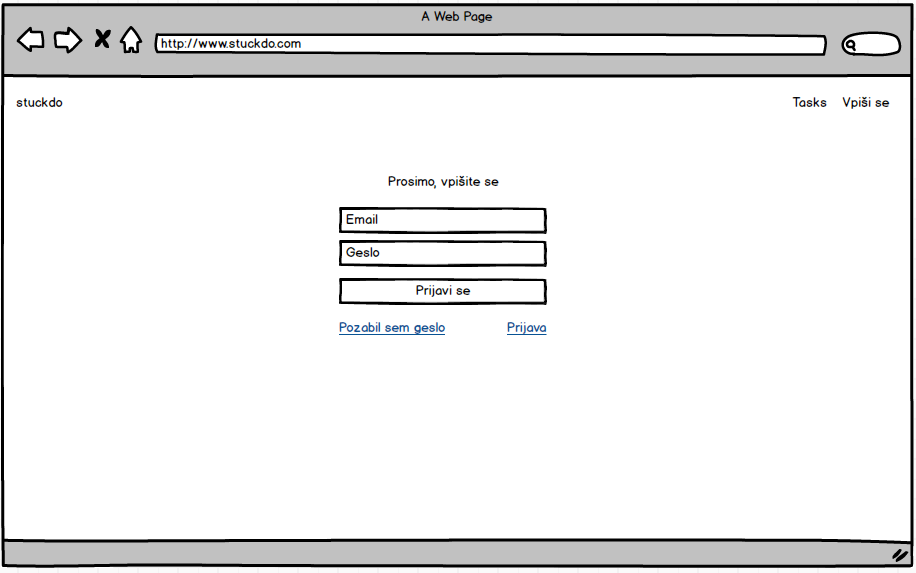 A Web Page
http://www.stuckdo.com
stuckdo
Tasks
Vpiši se
Prosimo, vpišite se
Email
Geslo
Prijavi se
Pozabil sem geslo
Prijava